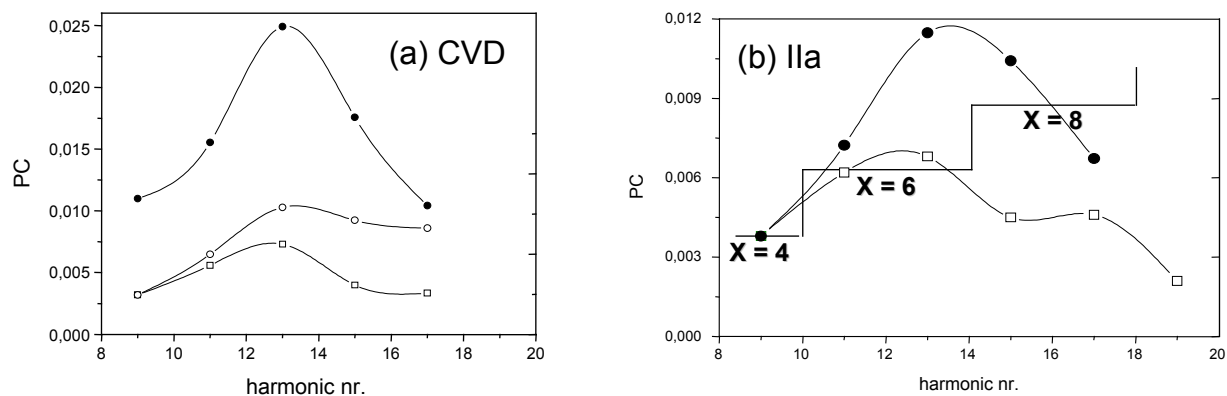 0,025
0,020
0,015
0,010
0,005
0,000
PC
(a) CVD
8 10 12 14 16 18 20
harmonic nr.
0,012
0,009
0,006
0,003
0,000
PC
(b) IIa
X = 8
X = 6
X = 4
8 10 12 14 16 18 20
harmonic nr.